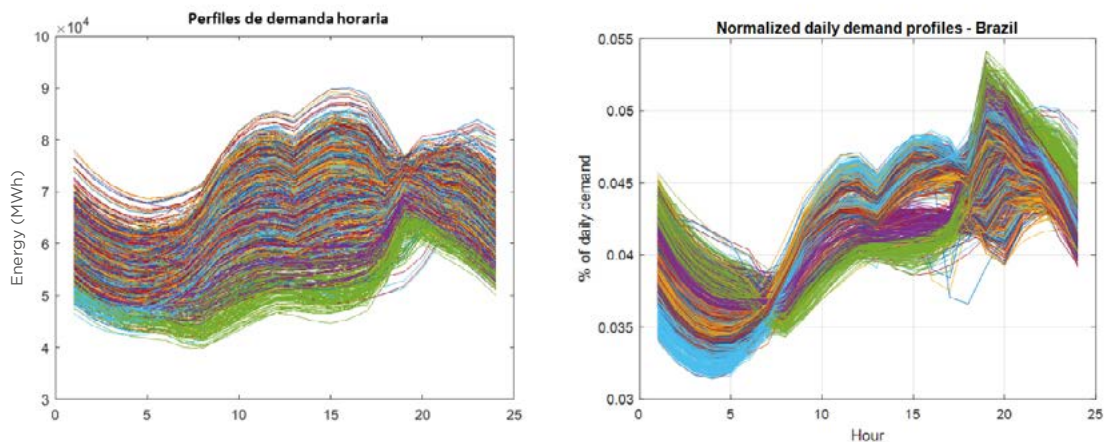 Perfiles de demanda horaria
×10⁴
10
9
8
7
6
5
4
3
0 5 10 15 20 25
Energy (MWh)
Normalized daily demand profiles - Brazil
0.055
0.05
0.045
0.04
0.035
0.03
0 5 10 15 20 25
% of daily demand
Hour